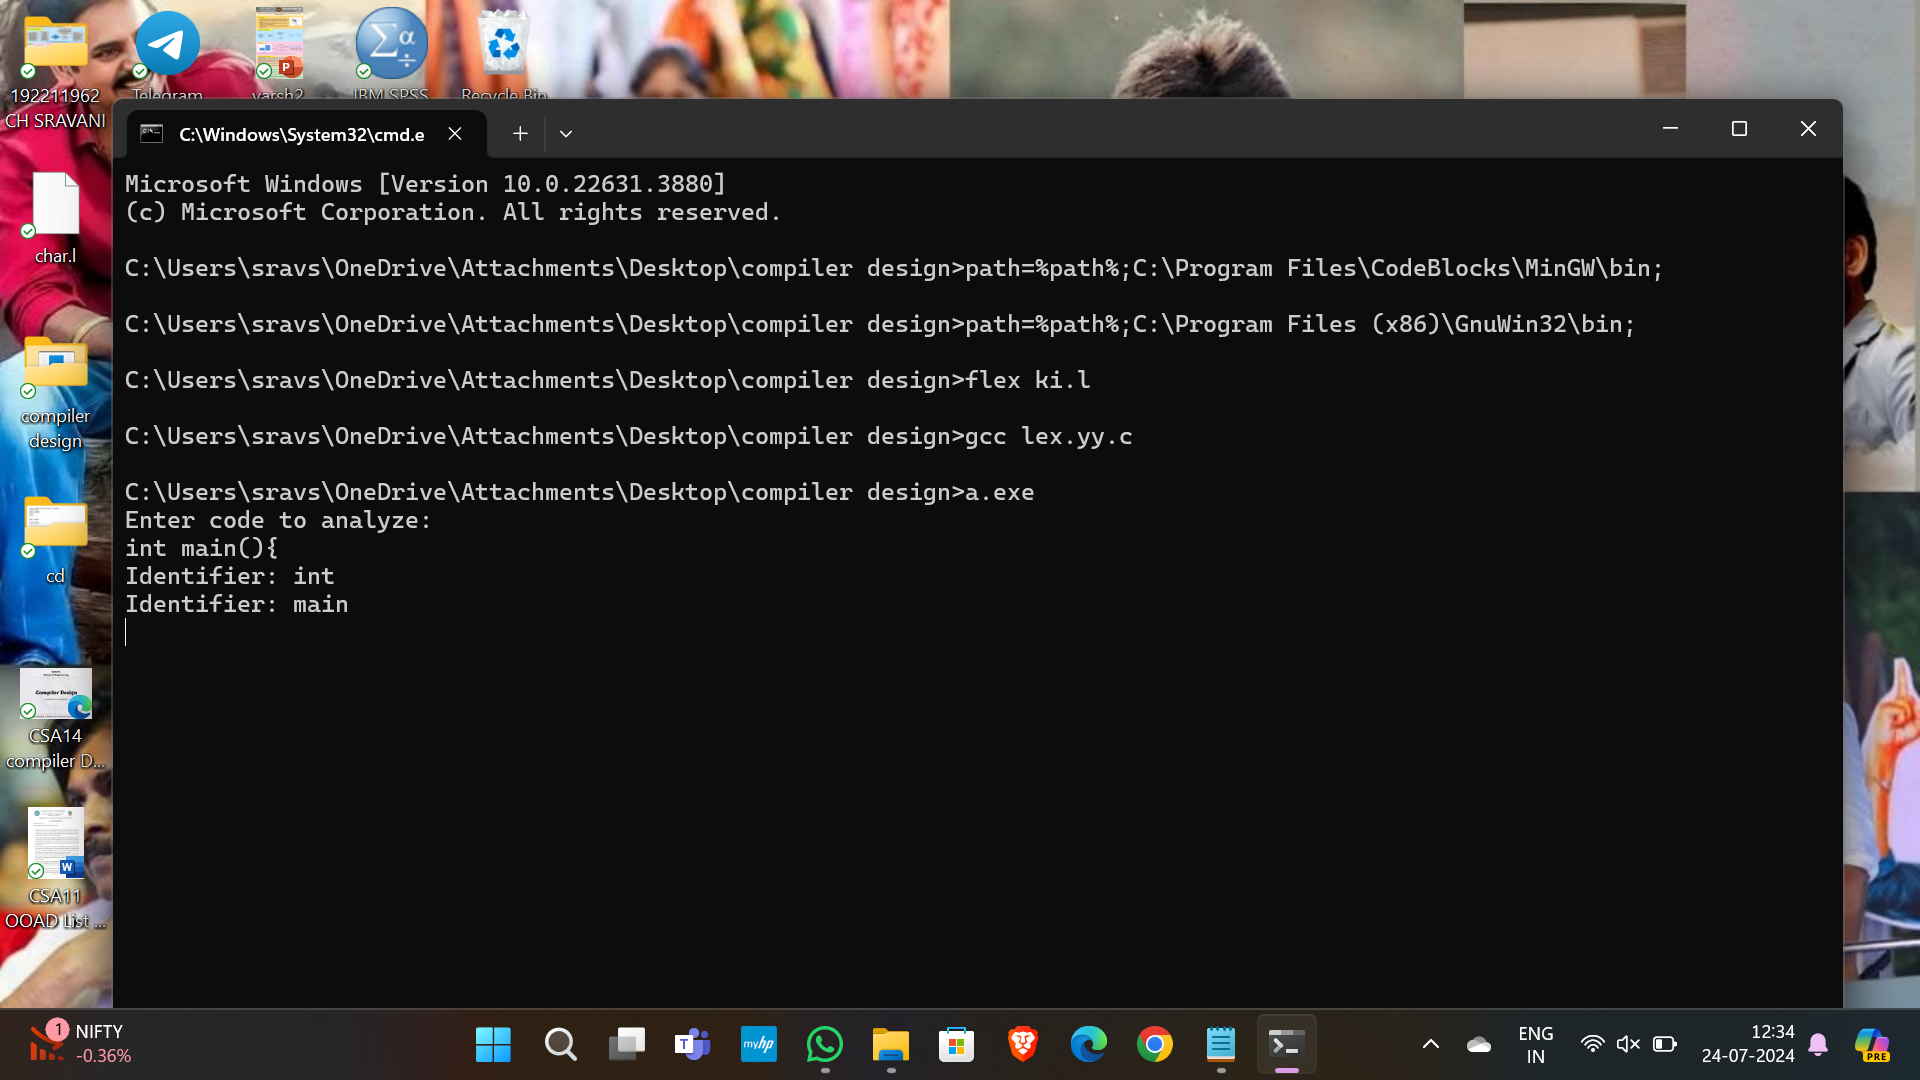 192211962
CH SRAVANI
Telegram
varsh2
IBM SPSS
Recycle Bin
char.l
compiler
design
cd
CSA14
compiler D...
CSA11
OOAD List ...
C:\Windows\System32\cmd.e
Microsoft Windows [Version 10.0.22631.3880]
(c) Microsoft Corporation. All rights reserved.
C:\Users\sravs\OneDrive\Attachments\Desktop\compiler design>path=%path%;C:\Program Files\CodeBlocks\MinGW\bin;
C:\Users\sravs\OneDrive\Attachments\Desktop\compiler design>path=%path%;C:\Program Files (x86)\GnuWin32\bin;
C:\Users\sravs\OneDrive\Attachments\Desktop\compiler design>flex ki.l
C:\Users\sravs\OneDrive\Attachments\Desktop\compiler design>gcc lex.yy.c
C:\Users\sravs\OneDrive\Attachments\Desktop\compiler design>a.exe
Enter code to analyze:
int main(){
Identifier: int
Identifier: main
1
NIFTY
-0.36%
myhp
ENG
IN
12:34
24-07-2024
PRE